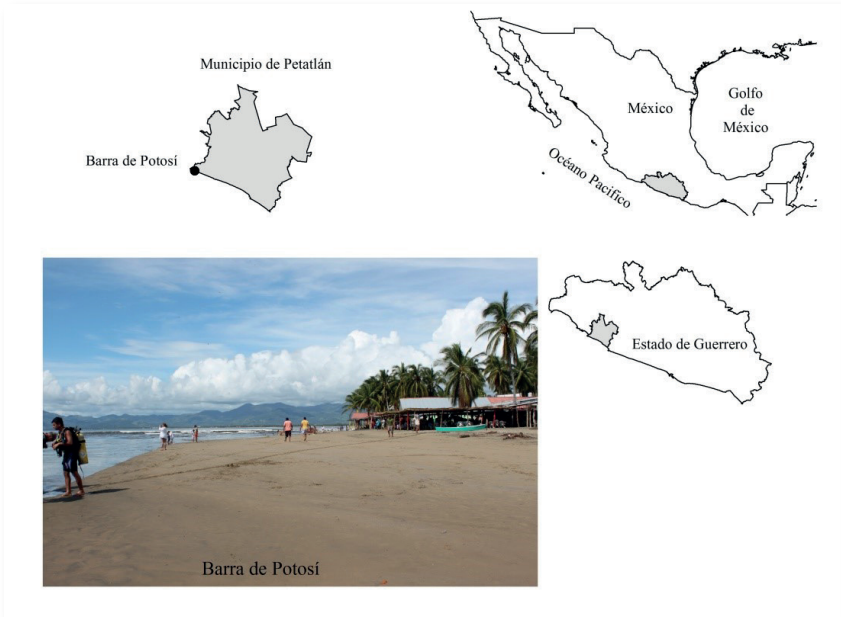 Municipio de Petatlán
Barra de Potosí
México
Golfo
de
México
Océano Pacífico
Estado de Guerrero
Barra de Potosí